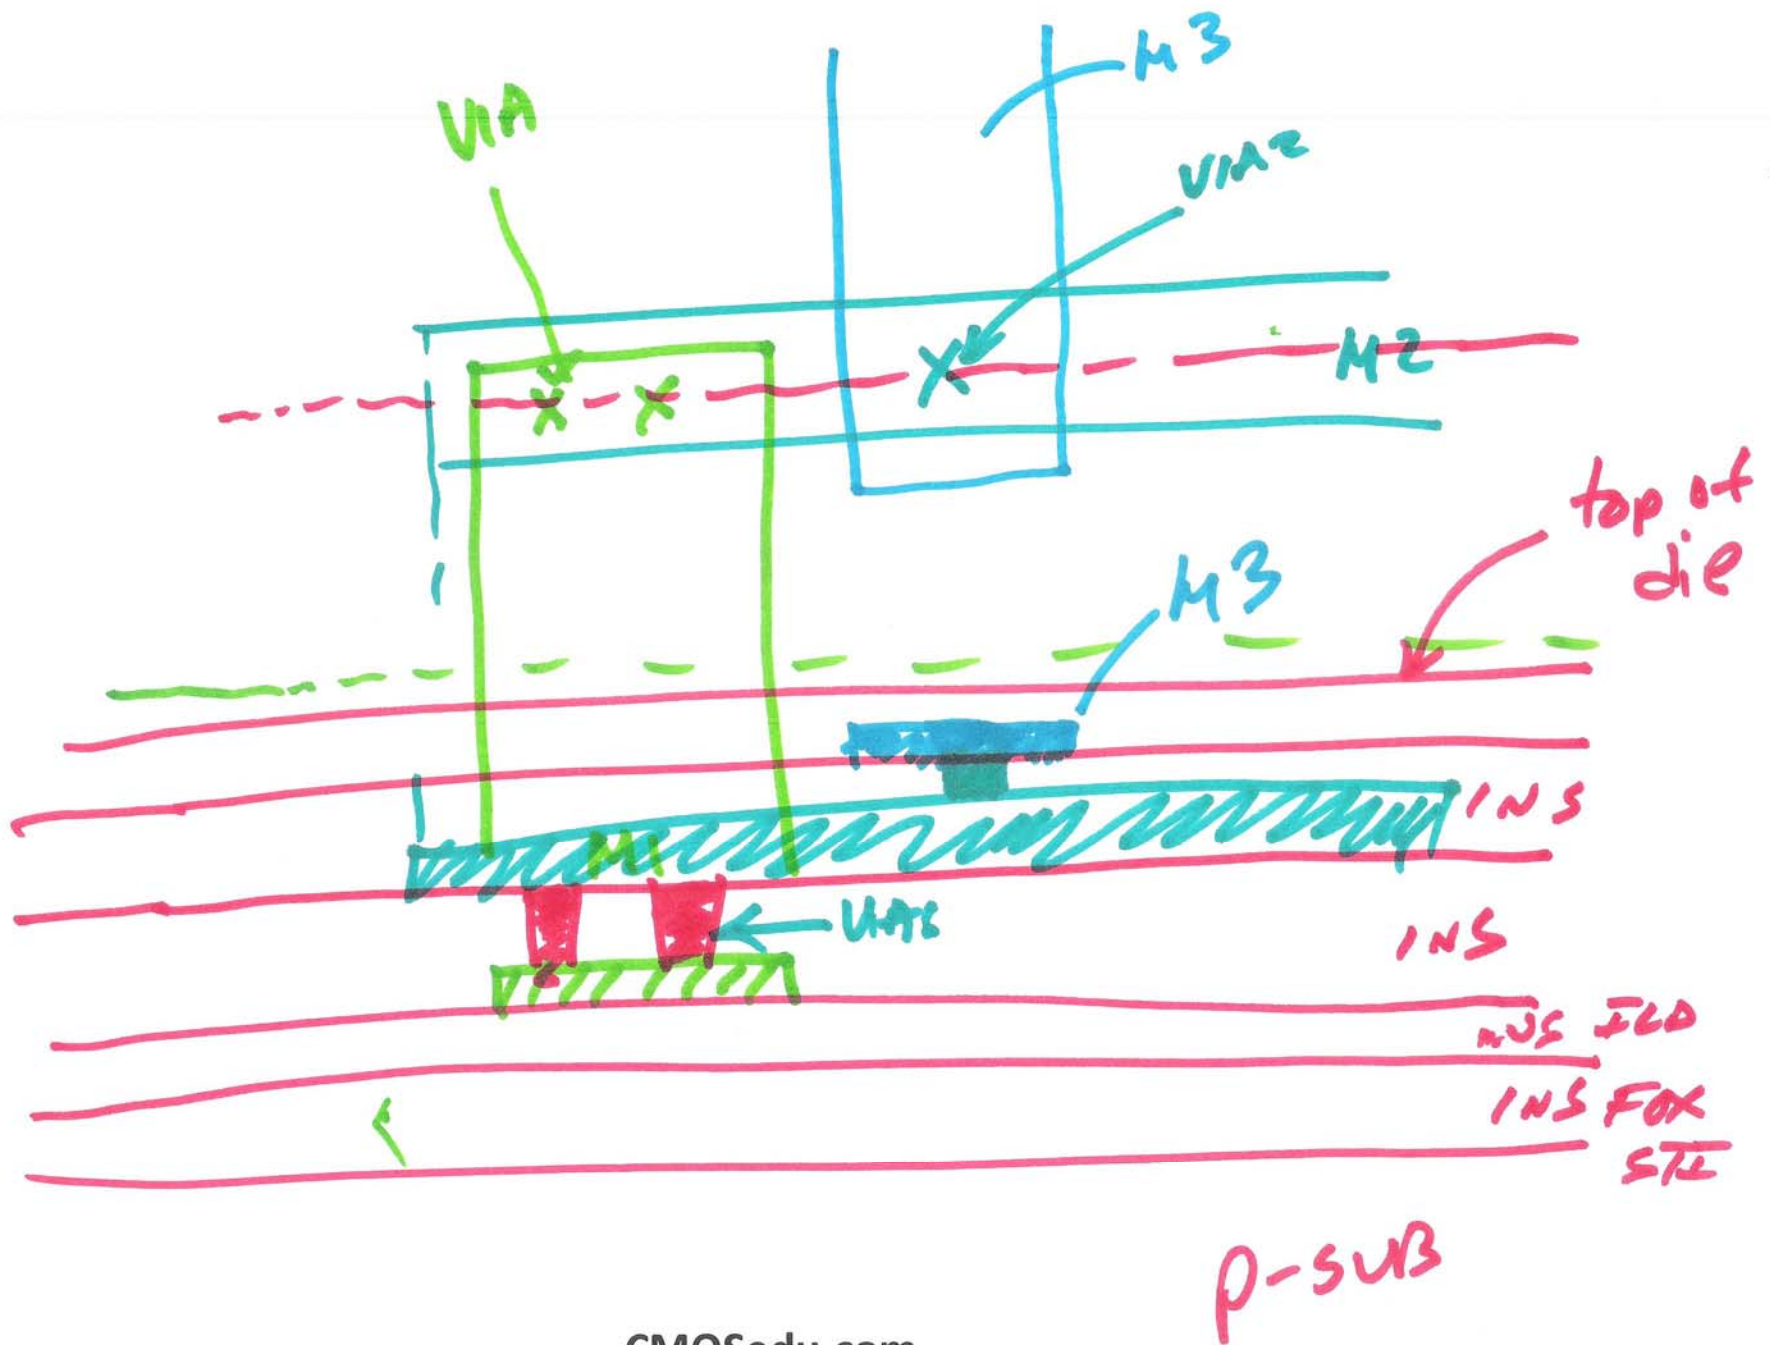 M3
VIA
VIA2
M2
top of
die
M3
INS
M1
VIAS
INS
INS ILD
INS FOX
STI
p-SUB
CMOSedu.com